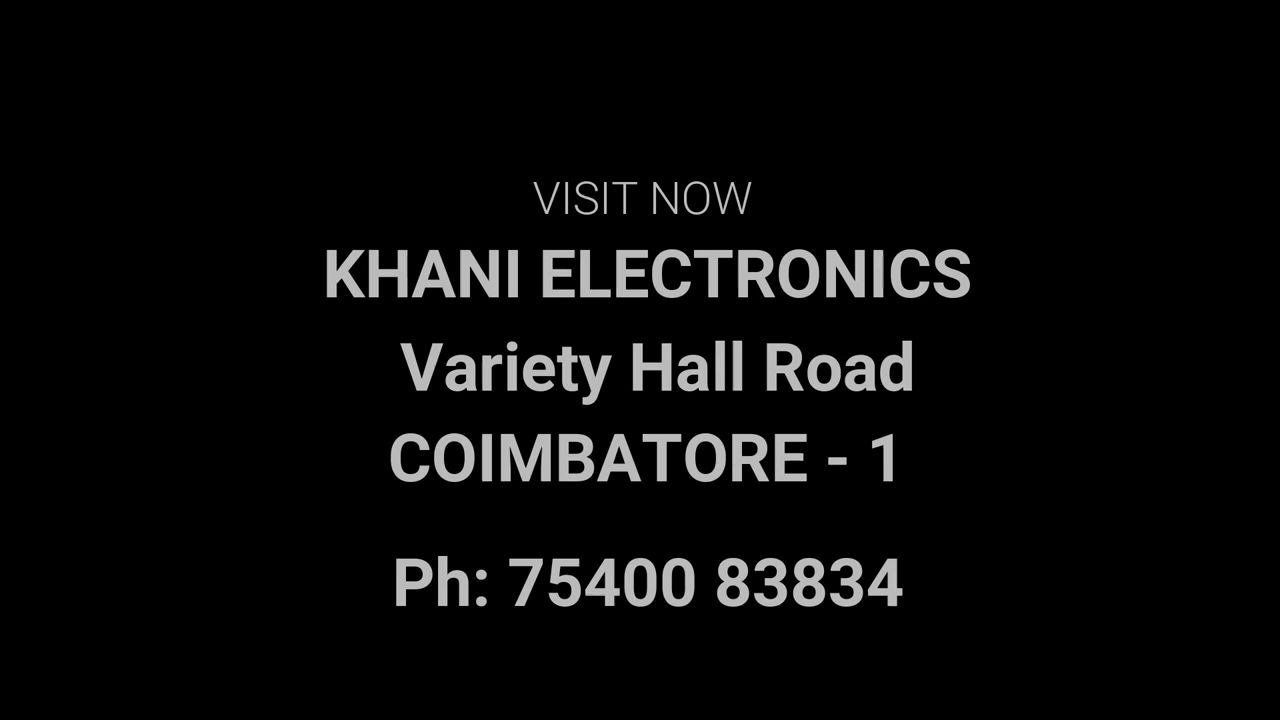 VISIT NOW
KHANI ELECTRONICS
Variety Hall Road
COIMBATORE - 1
Ph: 75400 83834